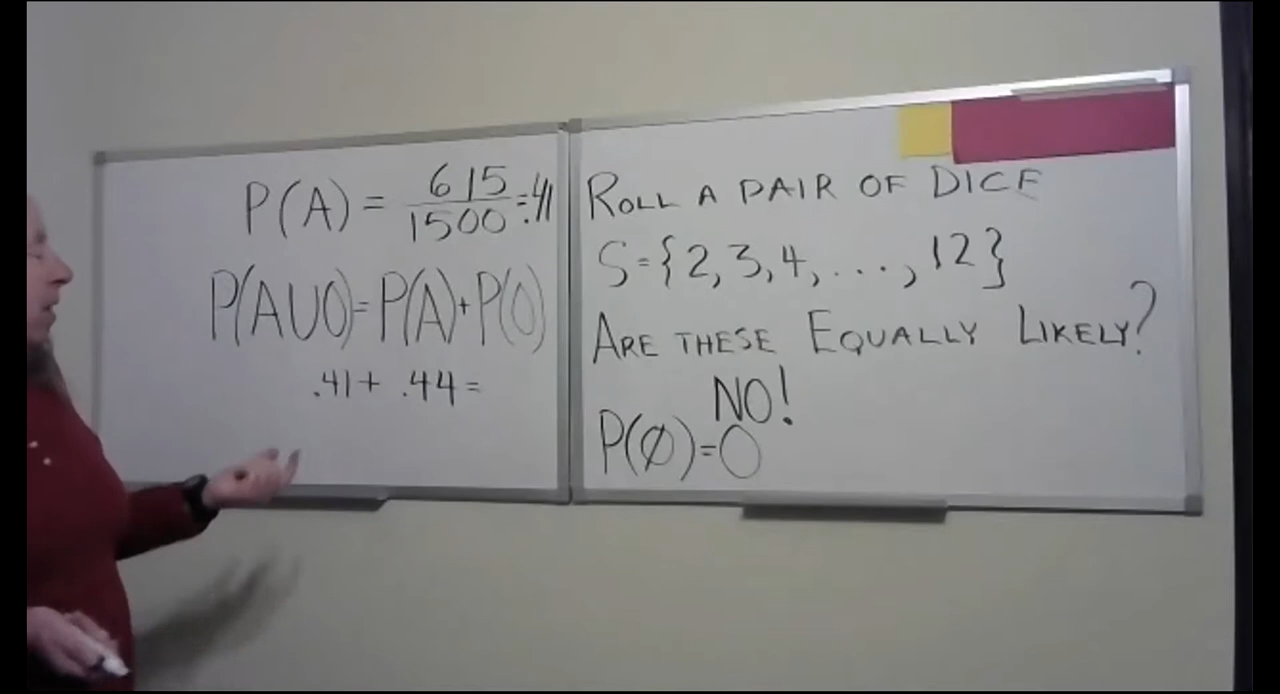 P(A) = 615/1500 = .41
P(AUO) = P(A) + P(O)
.41 + .44 =
ROLL A PAIR OF DICE
S = {2, 3, 4, ..., 12}
ARE THESE EQUALLY LIKELY?
NO!
P(Ø) = 0